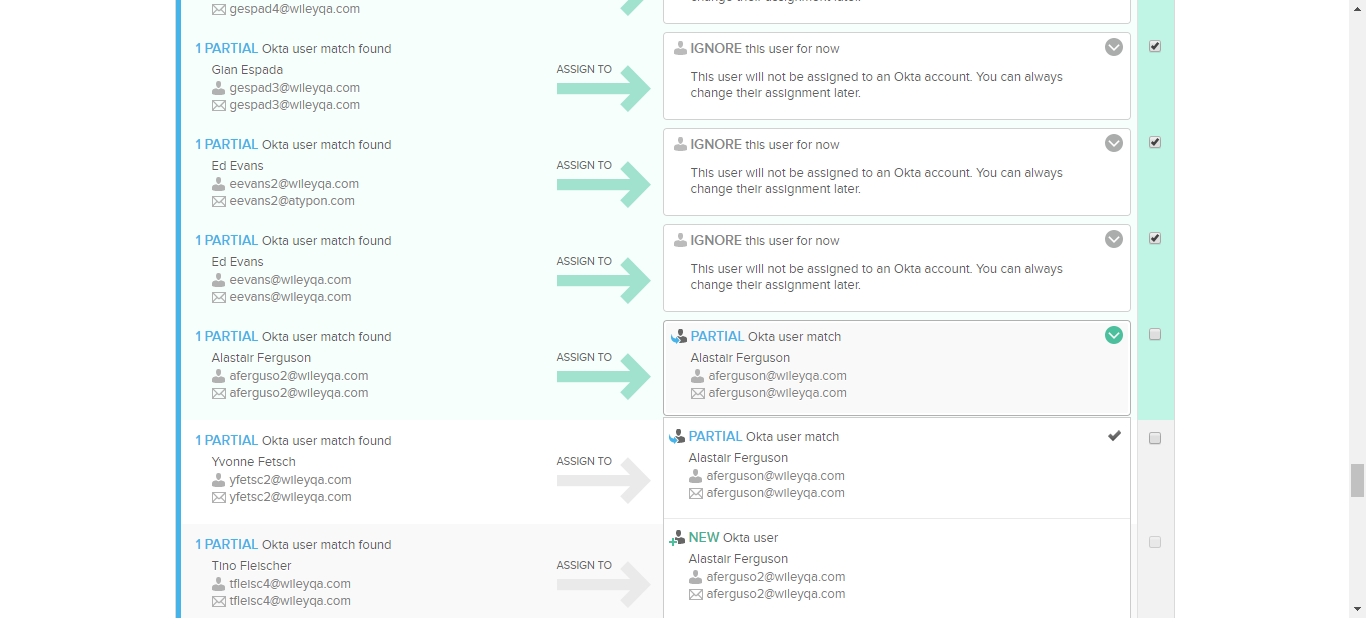 gespad4@wileyqa.com
change their assignment later.
1 PARTIAL Okta user match found
Gian Espada
gespad3@wileyqa.com
gespad3@wileyqa.com
ASSIGN TO
IGNORE this user for now
This user will not be assigned to an Okta account. You can always
change their assignment later.
1 PARTIAL Okta user match found
Ed Evans
eevans2@wileyqa.com
eevans2@atypon.com
ASSIGN TO
IGNORE this user for now
This user will not be assigned to an Okta account. You can always
change their assignment later.
1 PARTIAL Okta user match found
Ed Evans
eevans@wileyqa.com
eevans@wileyqa.com
ASSIGN TO
IGNORE this user for now
This user will not be assigned to an Okta account. You can always
change their assignment later.
1 PARTIAL Okta user match found
Alastair Ferguson
aferguso2@wileyqa.com
aferguso2@wileyqa.com
ASSIGN TO
PARTIAL Okta user match
Alastair Ferguson
aferguson@wileyqa.com
aferguson@wileyqa.com
1 PARTIAL Okta user match found
Yvonne Fetsch
yfetsc2@wileyqa.com
yfetsc2@wileyqa.com
ASSIGN TO
PARTIAL Okta user match
Alastair Ferguson
aferguson@wileyqa.com
aferguson@wileyqa.com
1 PARTIAL Okta user match found
Tino Fleischer
tfleisc4@wileyqa.com
tfleisc4@wileyqa.com
ASSIGN TO
NEW Okta user
Alastair Ferguson
aferguso2@wileyqa.com
aferguso2@wileyqa.com